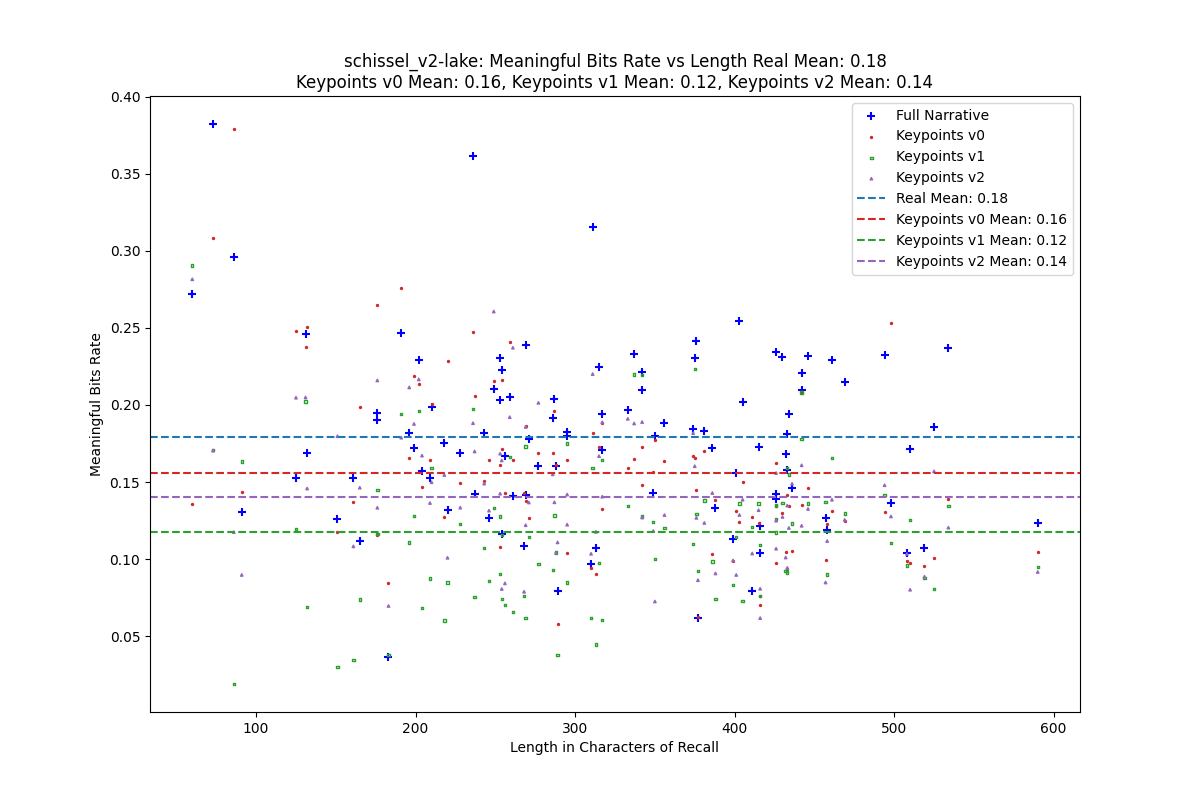 schissel_v2-lake: Meaningful Bits Rate vs Length Real Mean: 0.18
Keypoints v0 Mean: 0.16, Keypoints v1 Mean: 0.12, Keypoints v2 Mean: 0.14
0.40
0.35
0.30
0.25
0.20
0.15
0.10
0.05
Meaningful Bits Rate
Full Narrative
Keypoints v0
Keypoints v1
Keypoints v2
Real Mean: 0.18
Keypoints v0 Mean: 0.16
Keypoints v1 Mean: 0.12
Keypoints v2 Mean: 0.14
100 200 300 400 500 600
Length in Characters of Recall